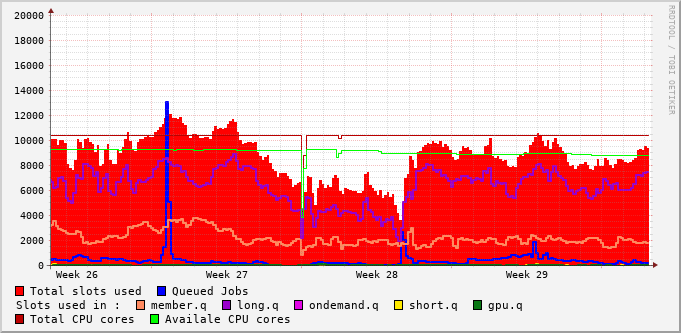 20000
18000
16000
14000
12000
10000
8000
6000
4000
2000
0
Week 26 Week 27 Week 28 Week 29
RRDTOOL / TOBI OETIKER
Total slots used Queued Jobs
Slots used in : member.q long.q ondemand.q short.q gpu.q
Total CPU cores Availale CPU cores